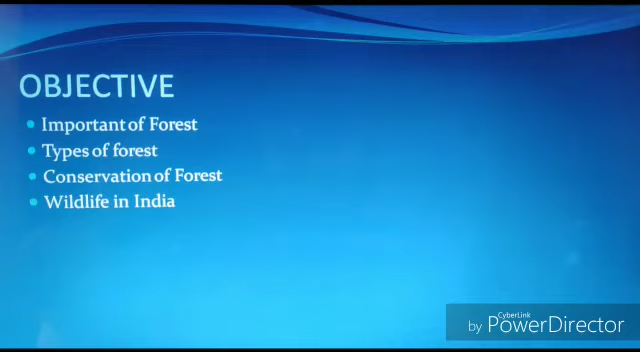 OBJECTIVE
Important of Forest
Types of forest
Conservation of Forest
Wildlife in India
CyberLink
by PowerDirector